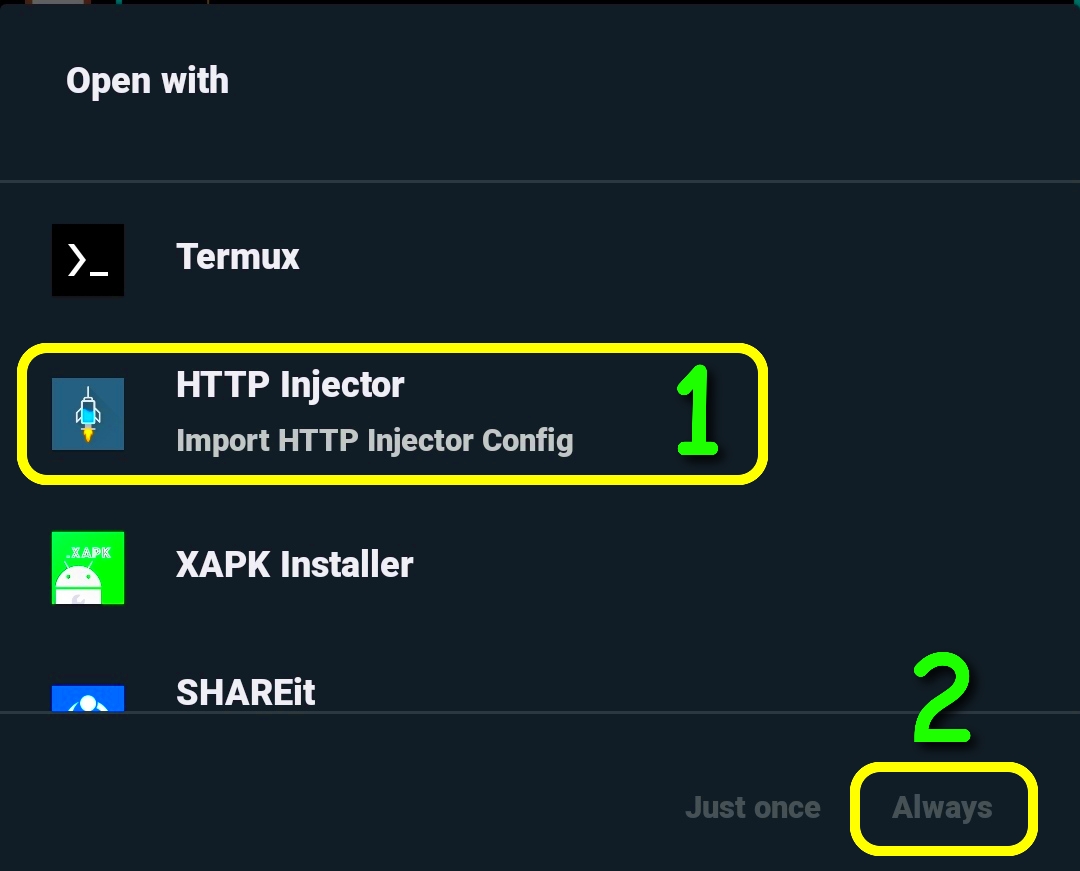 Open with
Termux
HTTP Injector
Import HTTP Injector Config
1
.XAPK
XAPK Installer
SHAREit
2
Just once
Always